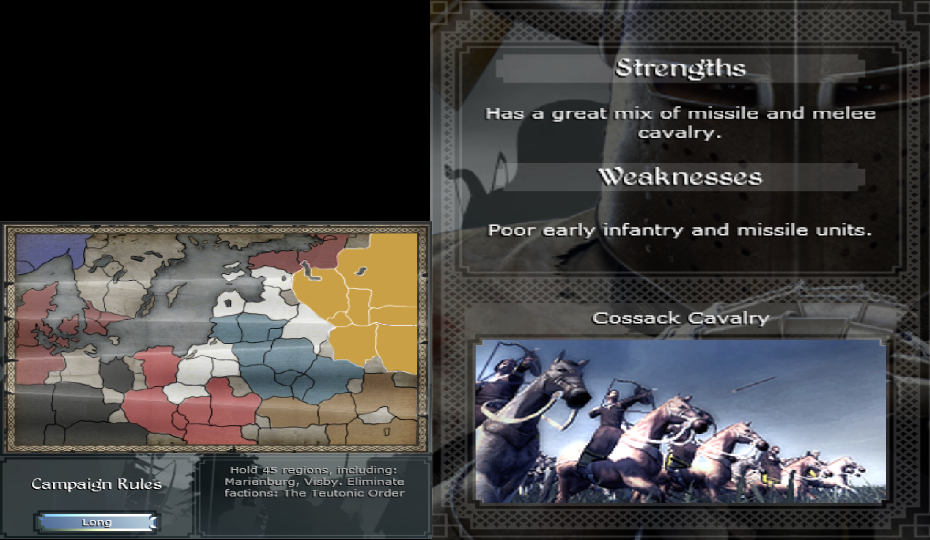 Strengths
Has a great mix of missile and melee
cavalry.
Weaknesses
Poor early infantry and missile units.
Cossack Cavalry
Campaign Rules
Long
Hold 45 regions, including:
Marienburg, Visby. Eliminate
factions: The Teutonic Order